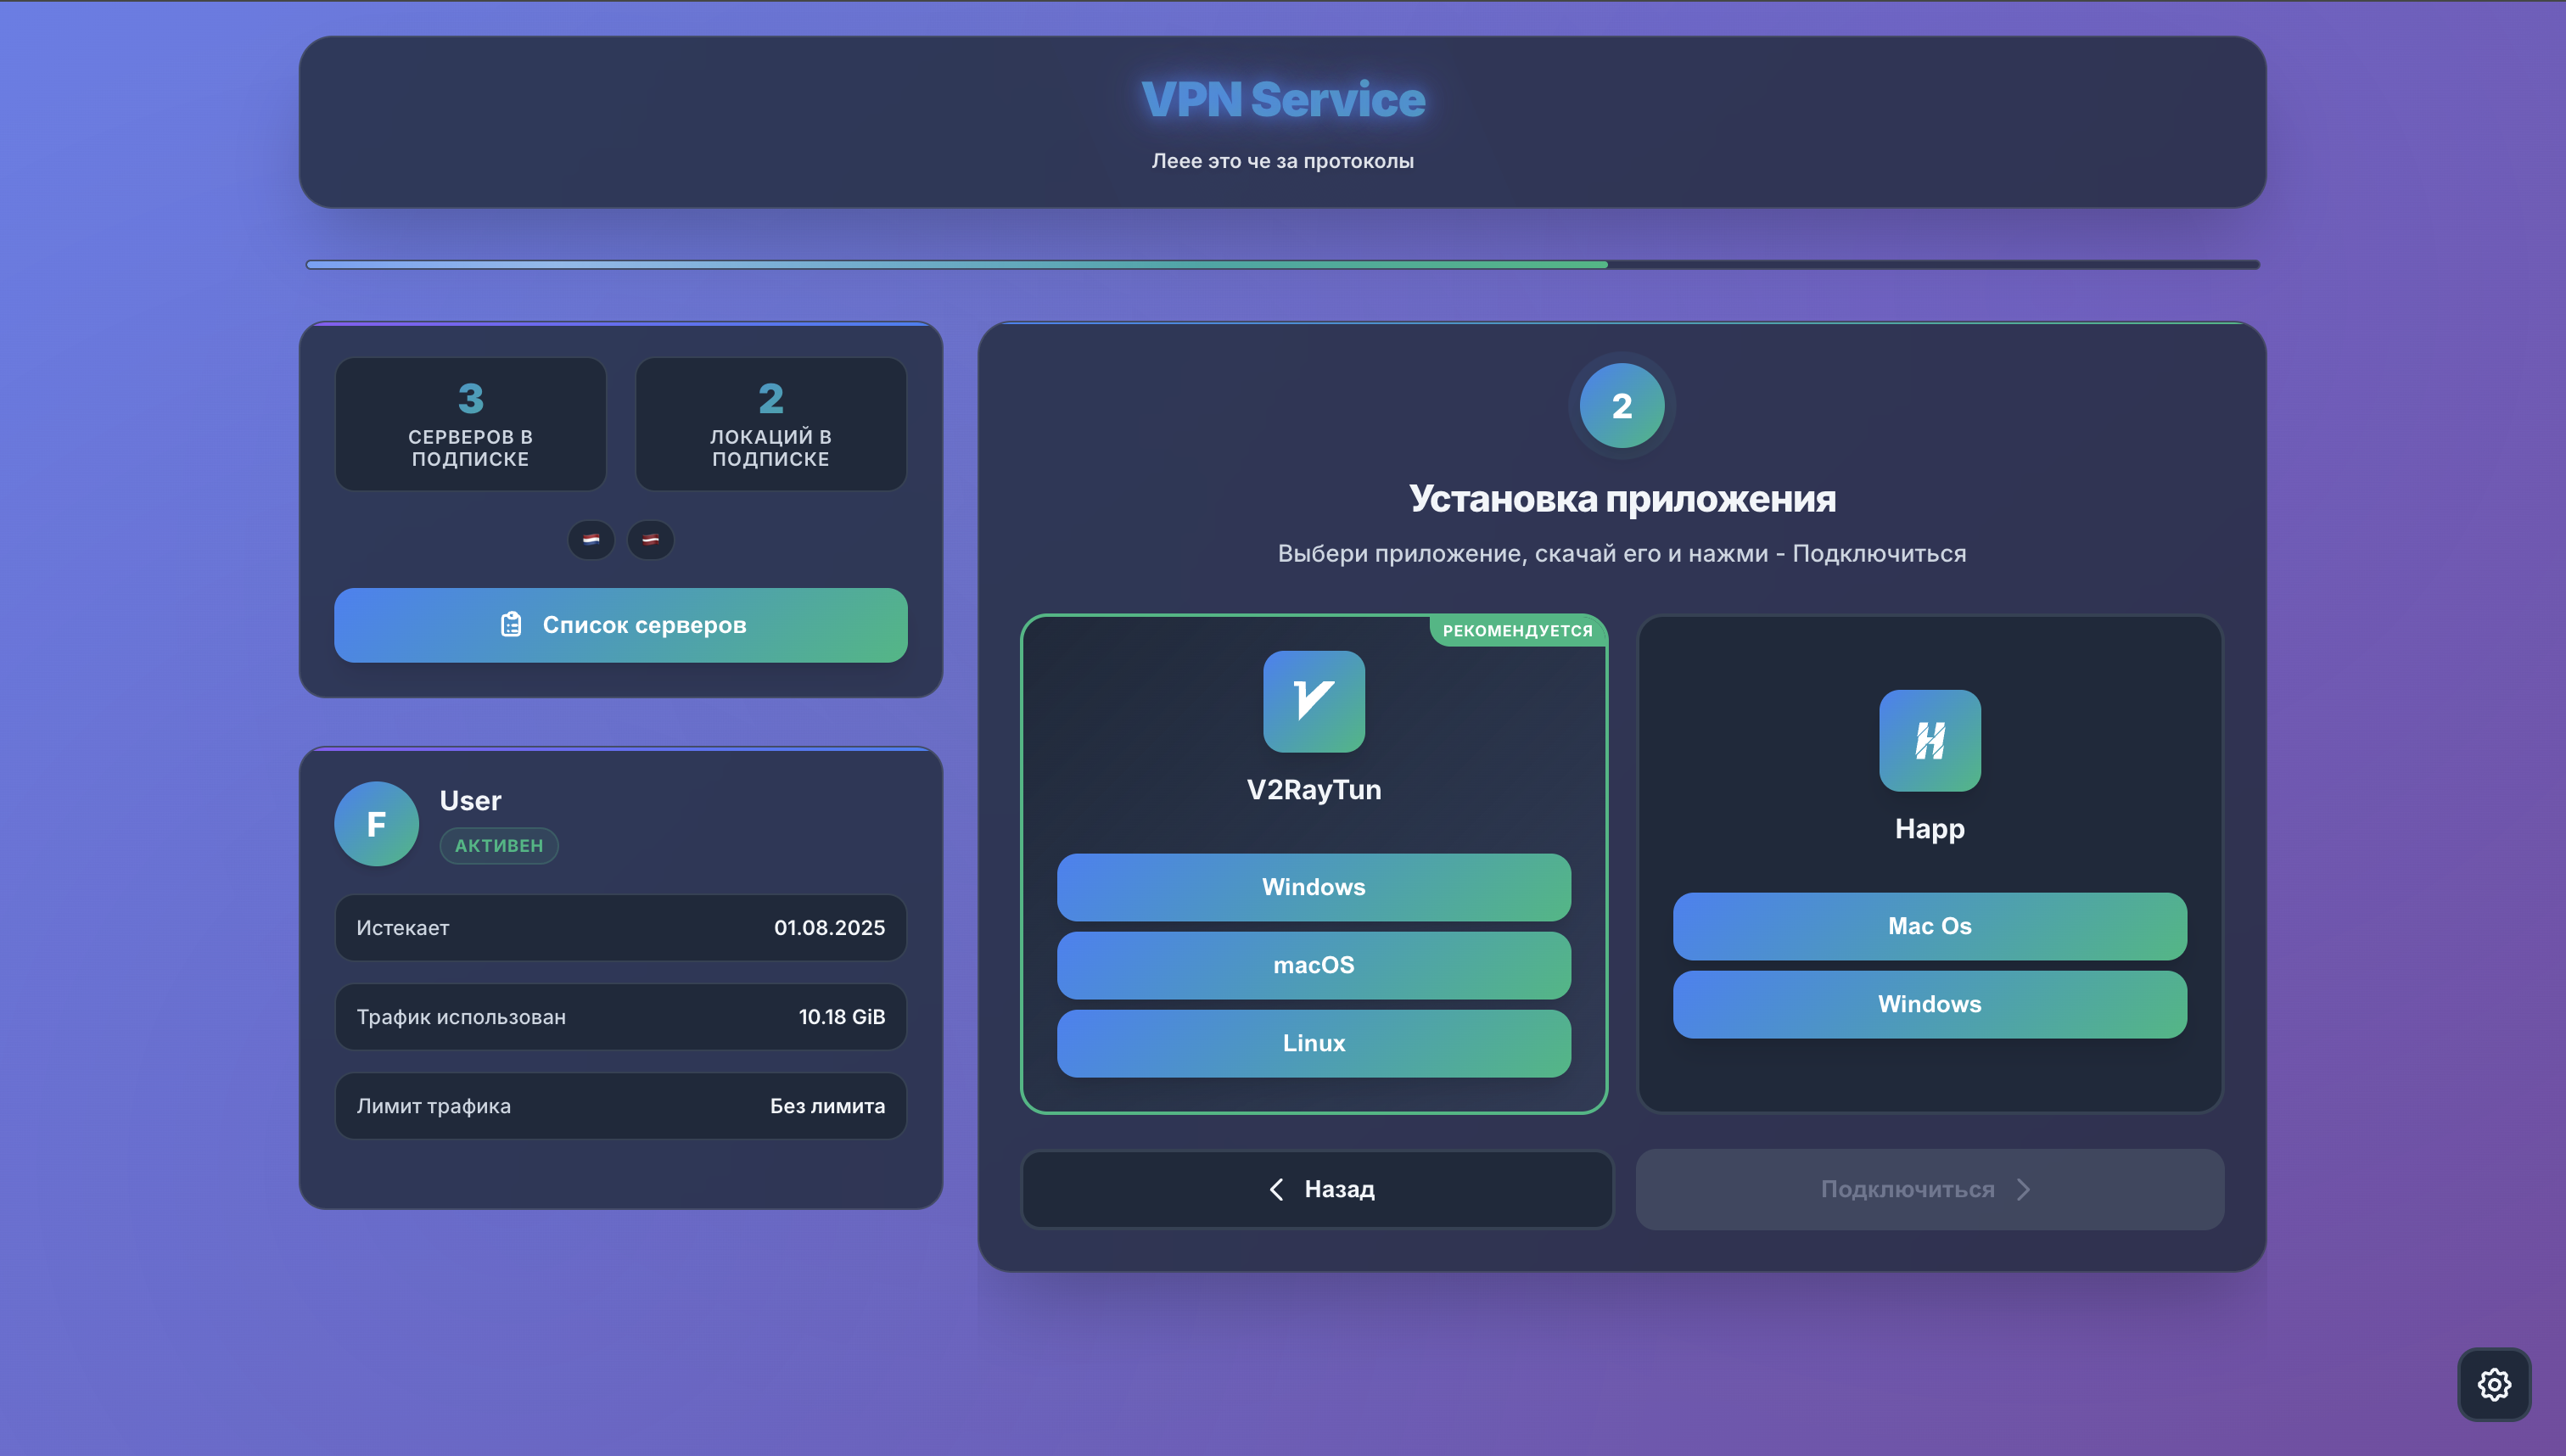 VPN Service
Леее это че за протоколы
3
СЕРВЕРОВ В
ПОДПИСКЕ
2
ЛОКАЦИЙ В
ПОДПИСКЕ
Список серверов
F
User
АКТИВЕН
Истекает 01.08.2025
Трафик использован 10.18 GiB
Лимит трафика Без лимита
2
Установка приложения
Выбери приложение, скачай его и нажми - Подключиться
РЕКОМЕНДУЕТСЯ
V2RayTun
Windows
macOS
Linux
Happ
Mac Os
Windows
Назад
Подключиться